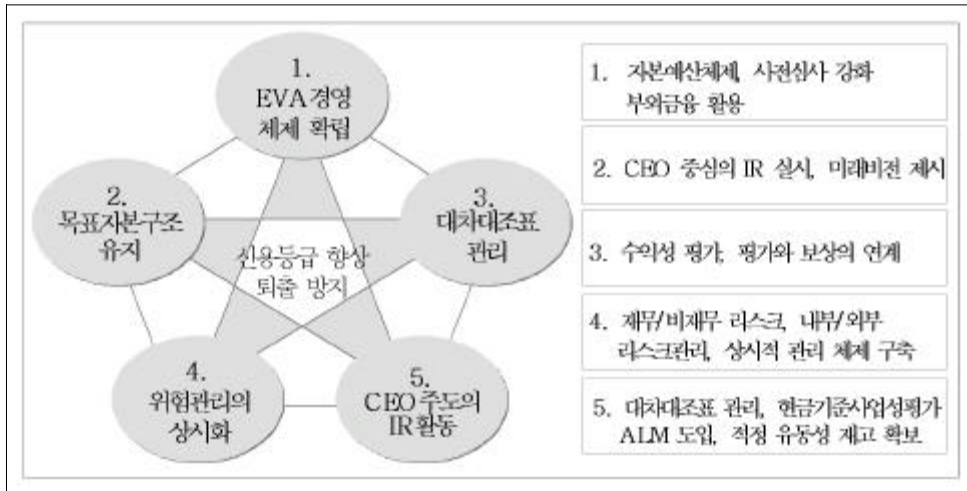 1.
EVA경영
체제 확립
2.
목표자본구조
유지
3.
대차대조표
관리
신용등급 향상
퇴출 방지
4.
위험관리의
상시화
5.
CEO 주도의
IR활동
1. 자본예산체제, 사전심사 강화
부외금융 활용
2. CEO 중심의 IR 실시, 미래비전 제시
3. 수익성 평가, 평가와 보상의 연계
4. 재무/비재무 리스크, 내부/외부
리스크관리, 상시적 관리 체제 구축
5. 대차대조표 관리, 현금기준사업성평가
ALM 도입, 적정 유동성 재고 확보